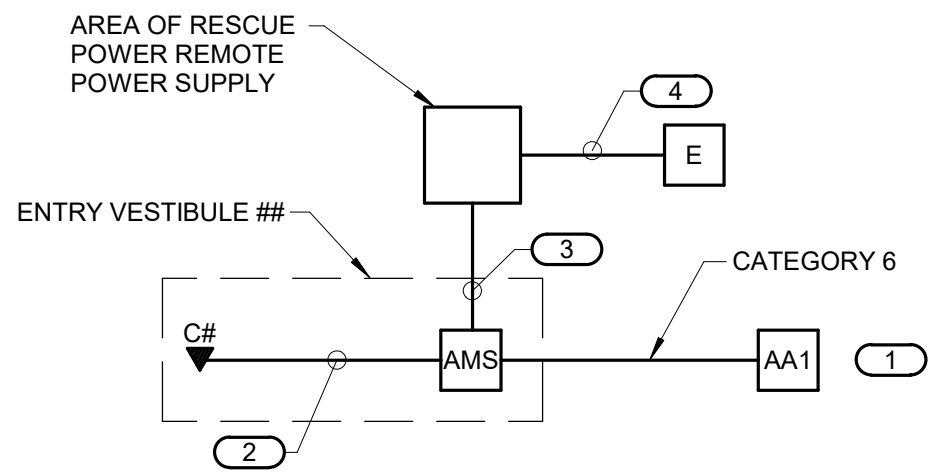 AREA OF RESCUE
POWER REMOTE
POWER SUPPLY
4
E
ENTRY VESTIBULE ##
3
CATEGORY 6
C#
AMS
AA1
1
2